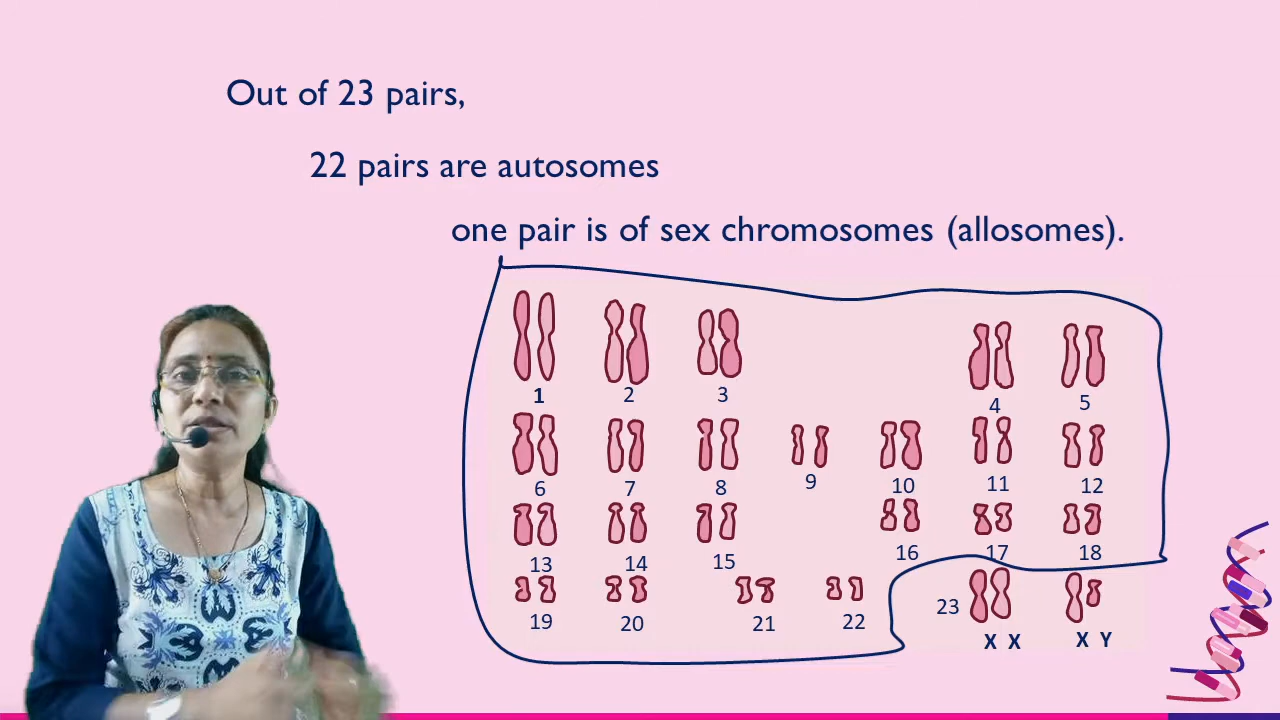 Out of 23 pairs,
22 pairs are autosomes
one pair is of sex chromosomes (allosomes).
1 2 3 4 5
6 7 8 9 10 11 12
13 14 15 16 17 18
19 20 21 22 23
X X X Y